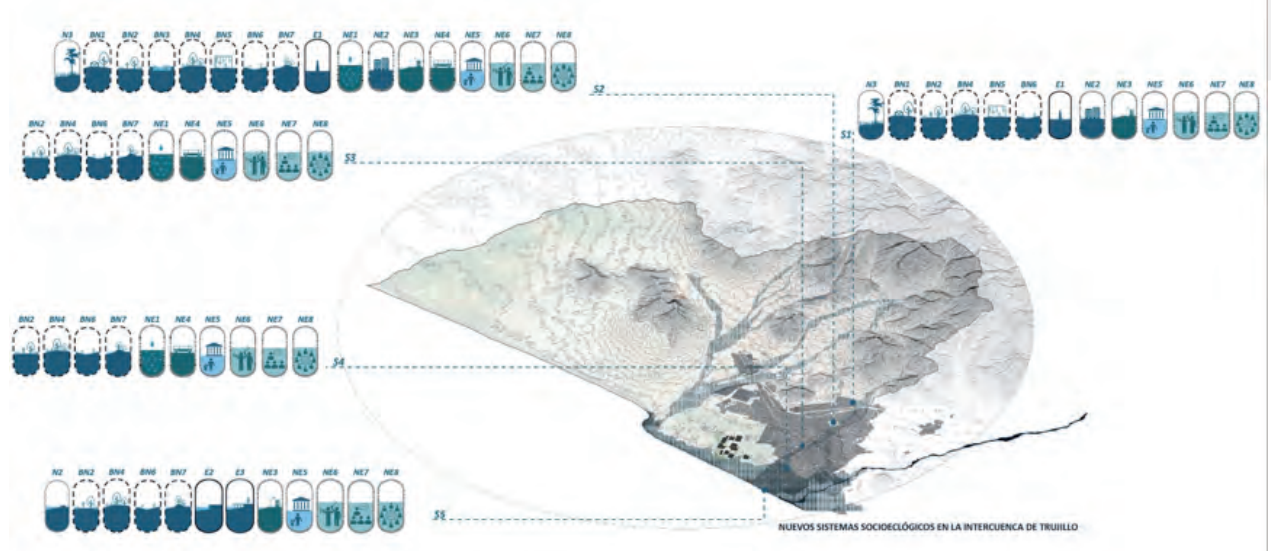 N3 BN1 BN2 BN3 BN4 BN5 BN6 BN7 E1 NE1 NE2 NE3 NE4 NE5 NE6 NE7 NE8
S2
N3 BN1 BN2 BN4 BN5 BN6 E1 NE2 NE3 NE5 NE6 NE7 NE8
S1
BN2 BN4 BN6 BN7 NE1 NE4 NE5 NE6 NE7 NE8
S3
BN2 BN4 BN6 BN7 NE1 NE4 NE5 NE6 NE7 NE8
S4
N2 BN2 BN4 BN6 BN7 E2 E3 NE3 NE5 NE6 NE7 NE8
S5
NUEVOS SISTEMAS SOCIOECLÓGICOS EN LA INTERCUENCA DE TRUJILLO